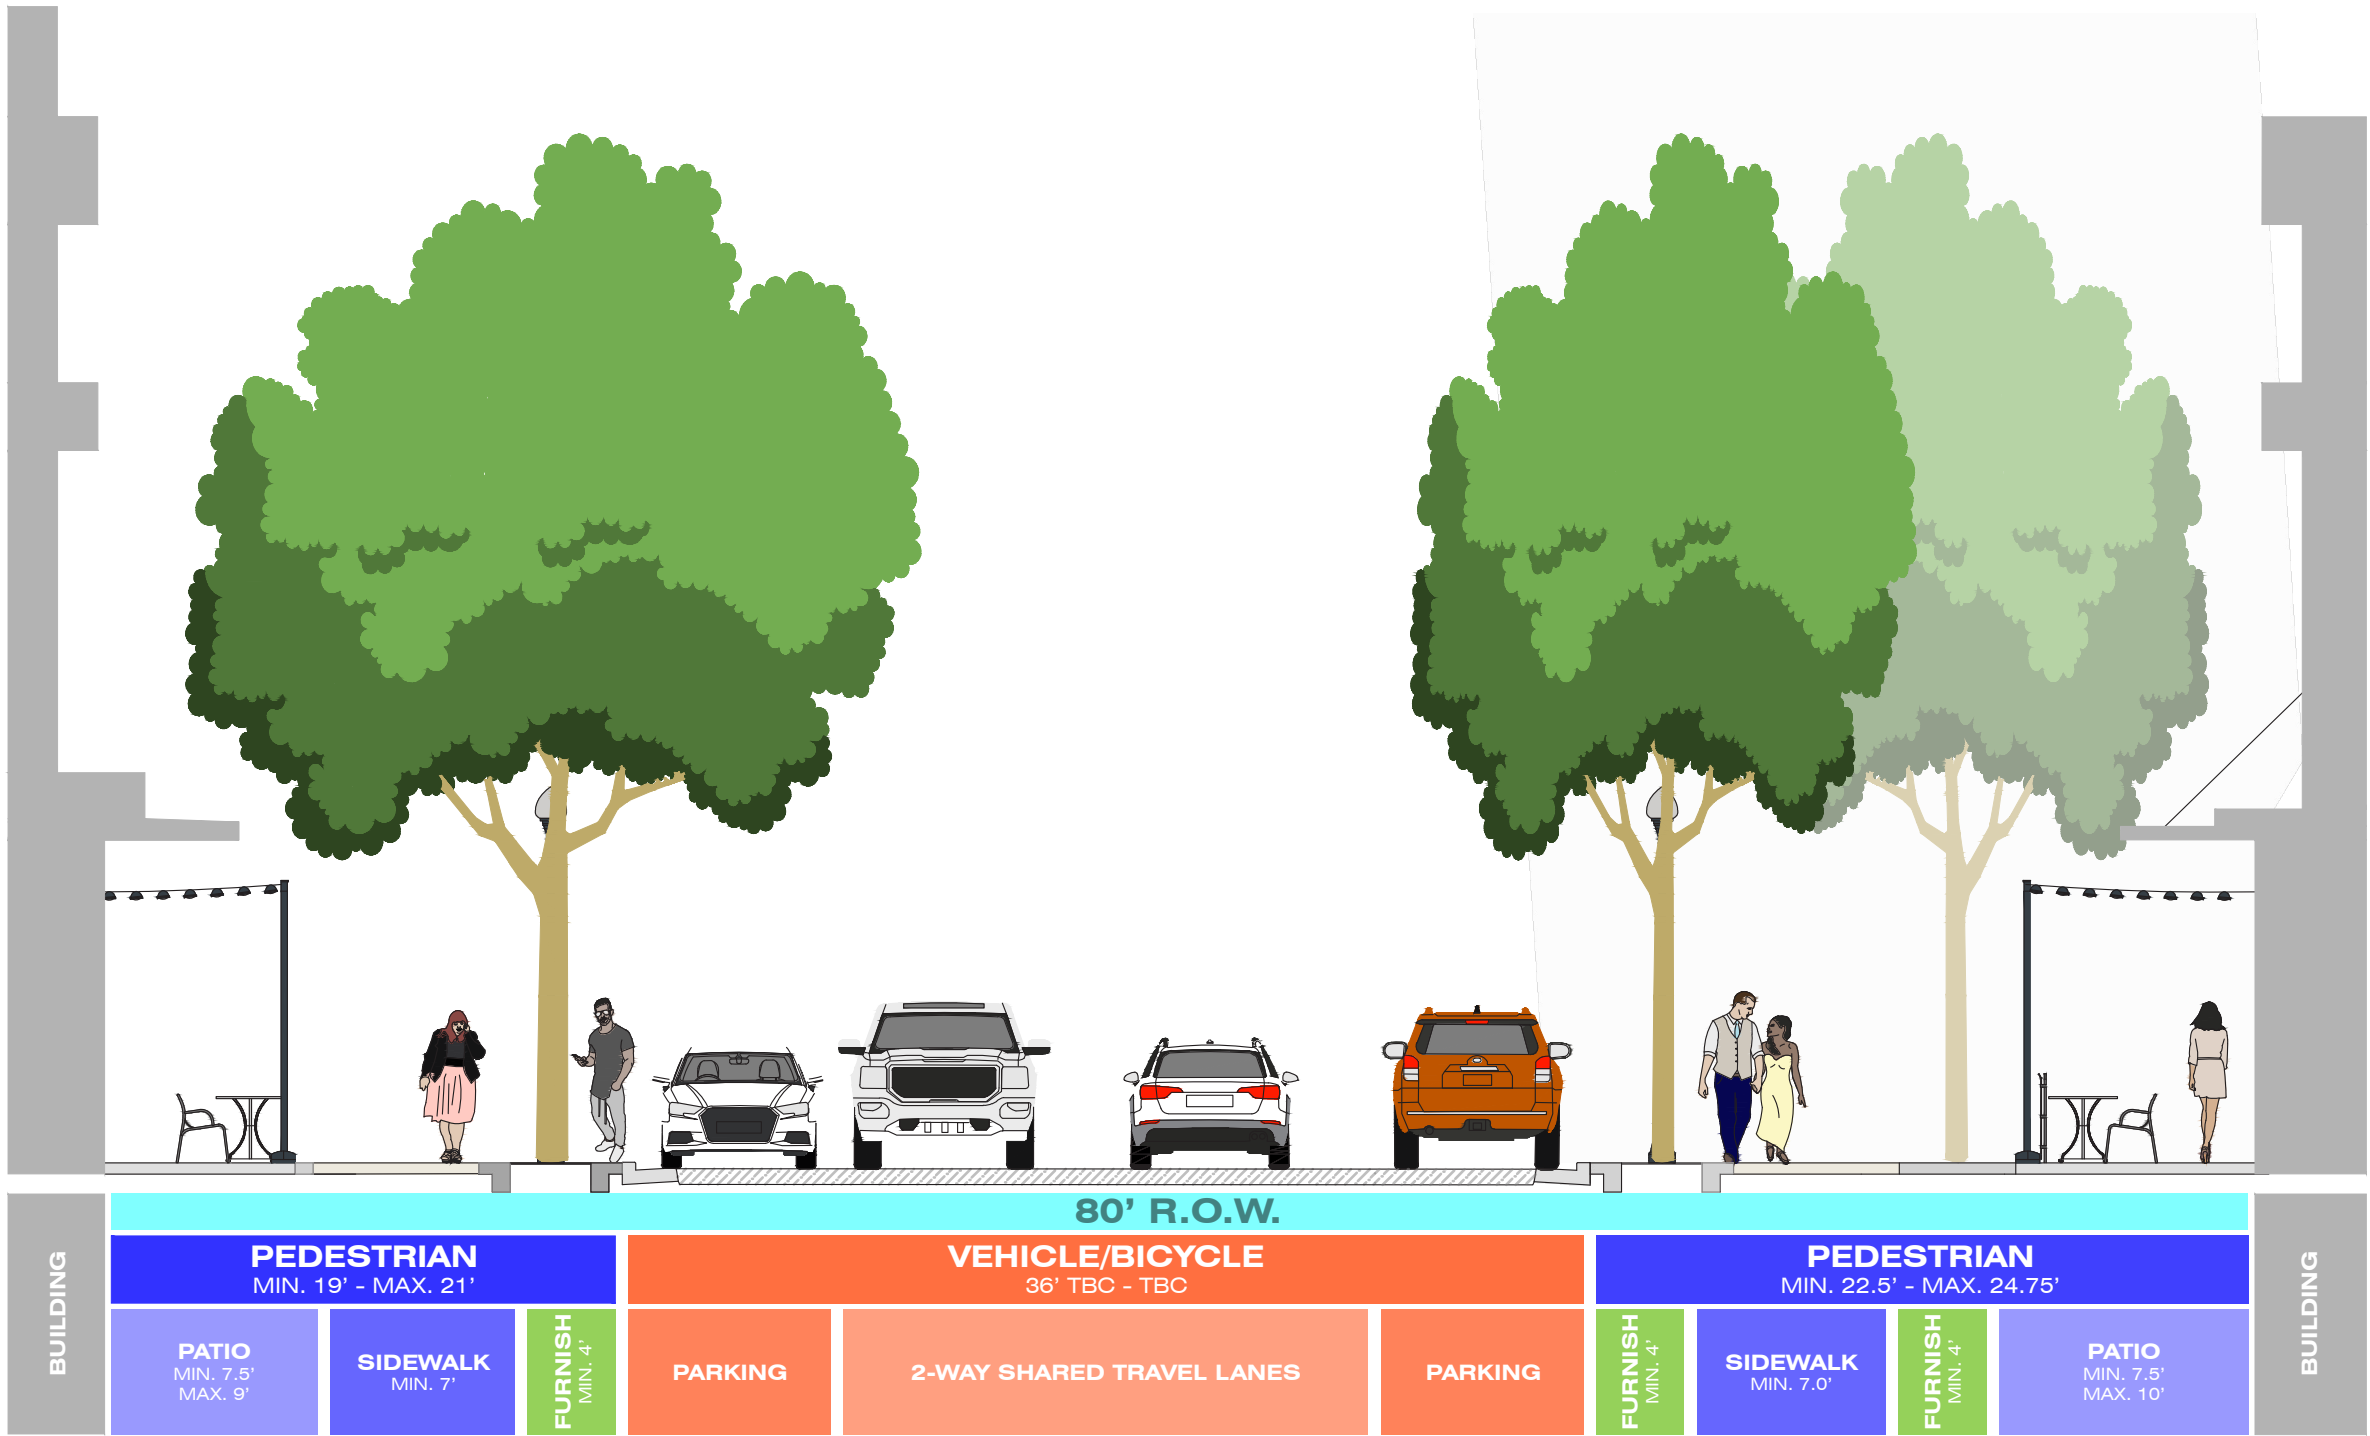 80’ R.O.W.
PEDESTRIAN
MIN. 19’ - MAX. 21’
VEHICLE/BICYCLE
36’ TBC - TBC
PEDESTRIAN
MIN. 22.5’ - MAX. 24.75’
BUILDING
PATIO
MIN. 7.5’
MAX. 9’
SIDEWALK
MIN. 7’
FURNISH
MIN. 4’
PARKING
2-WAY SHARED TRAVEL LANES
PARKING
FURNISH
MIN. 4’
SIDEWALK
MIN. 7.0’
FURNISH
MIN. 4’
PATIO
MIN. 7.5’
MAX. 10’
BUILDING